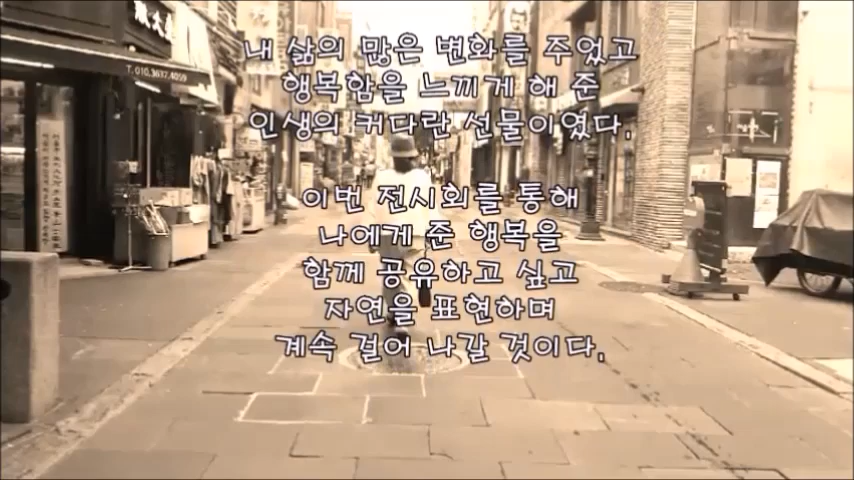 내 삶의 많은 변화를 주었고
행복함을 느끼게 해 준
인생의 커다란 선물이였다.
이번 전시회를 통해
나에게 준 행복을
함께 공유하고 싶고
자연을 표현하며
계속 걸어 나갈 것이다.
T.010.3637.4059